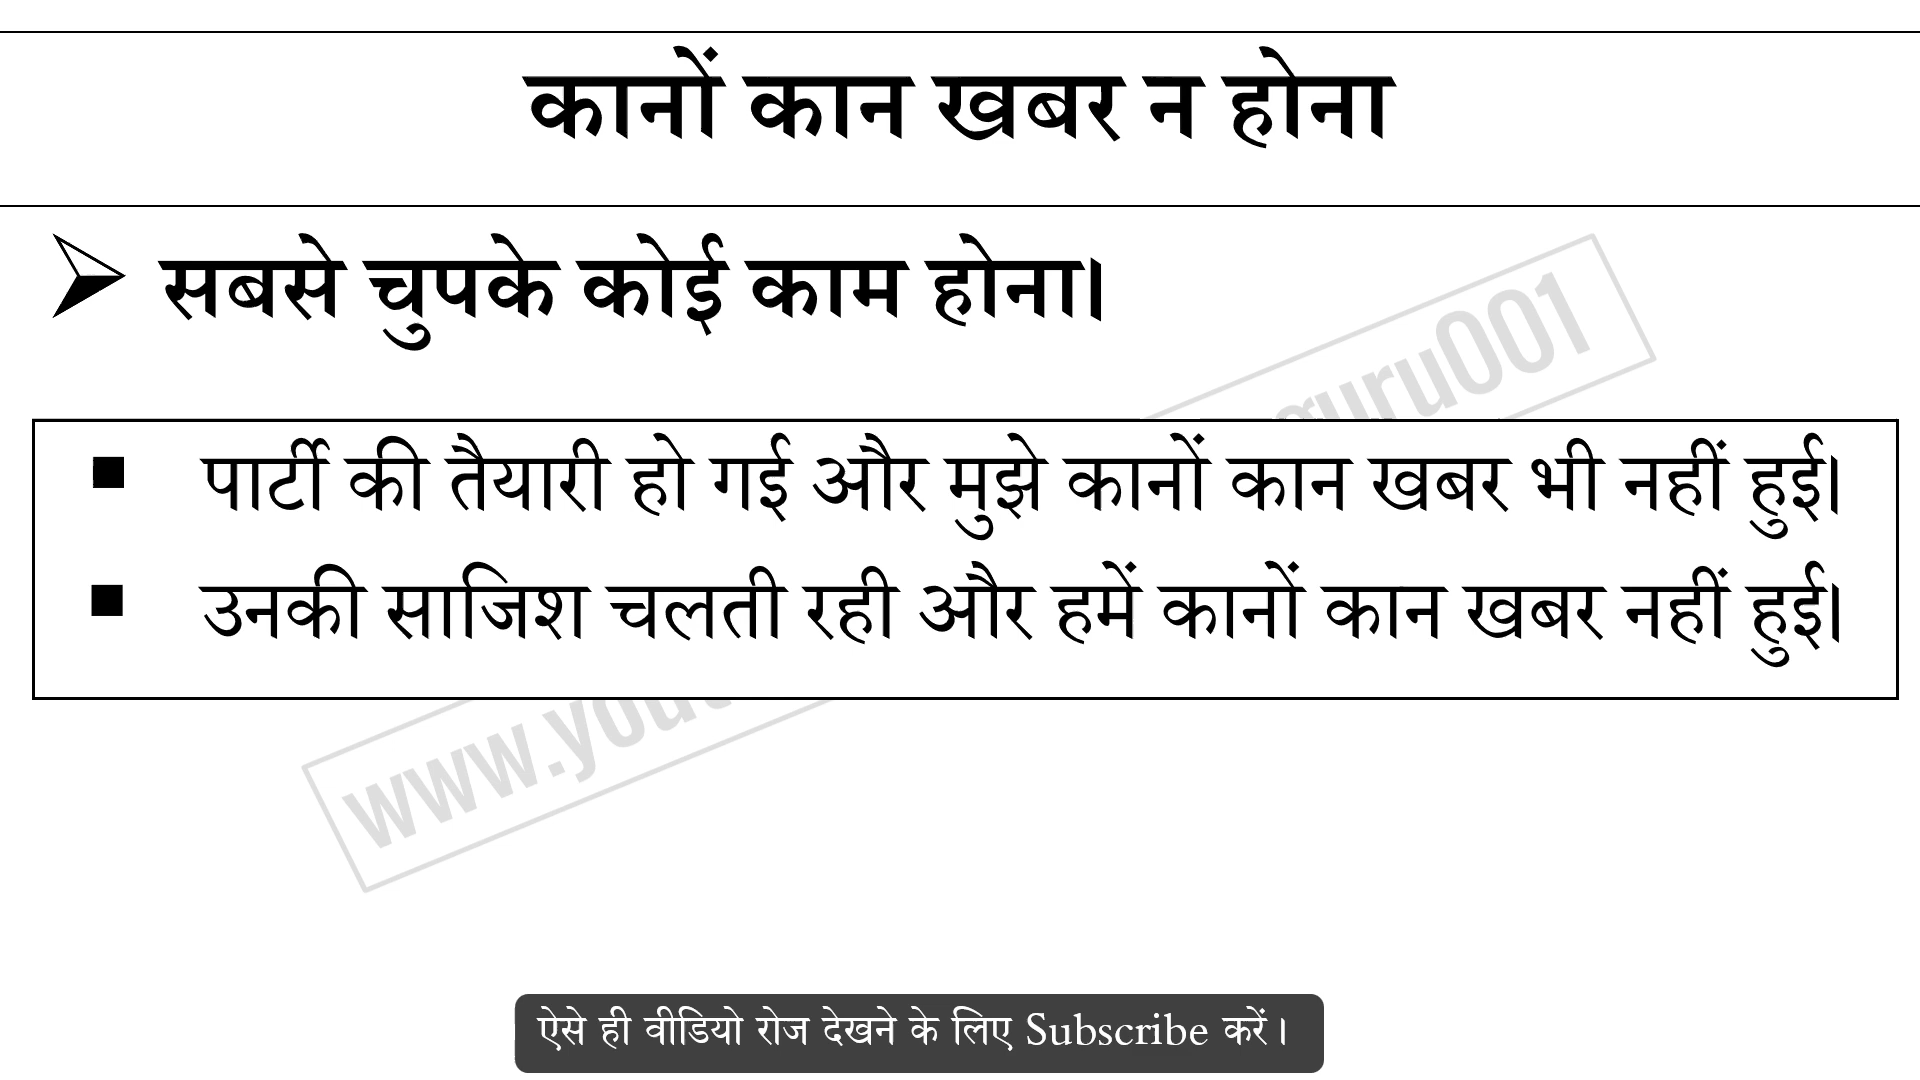 कानों कान खबर न होना
सबसे चुपके कोई काम होना।
पार्टी की तैयारी हो गई और मुझे कानों कान खबर भी नहीं हुई।
उनकी साजिश चलती रही और हमें कानों कान खबर नहीं हुई।
ऐसे ही वीडियो रोज देखने के लिए Subscribe करें।